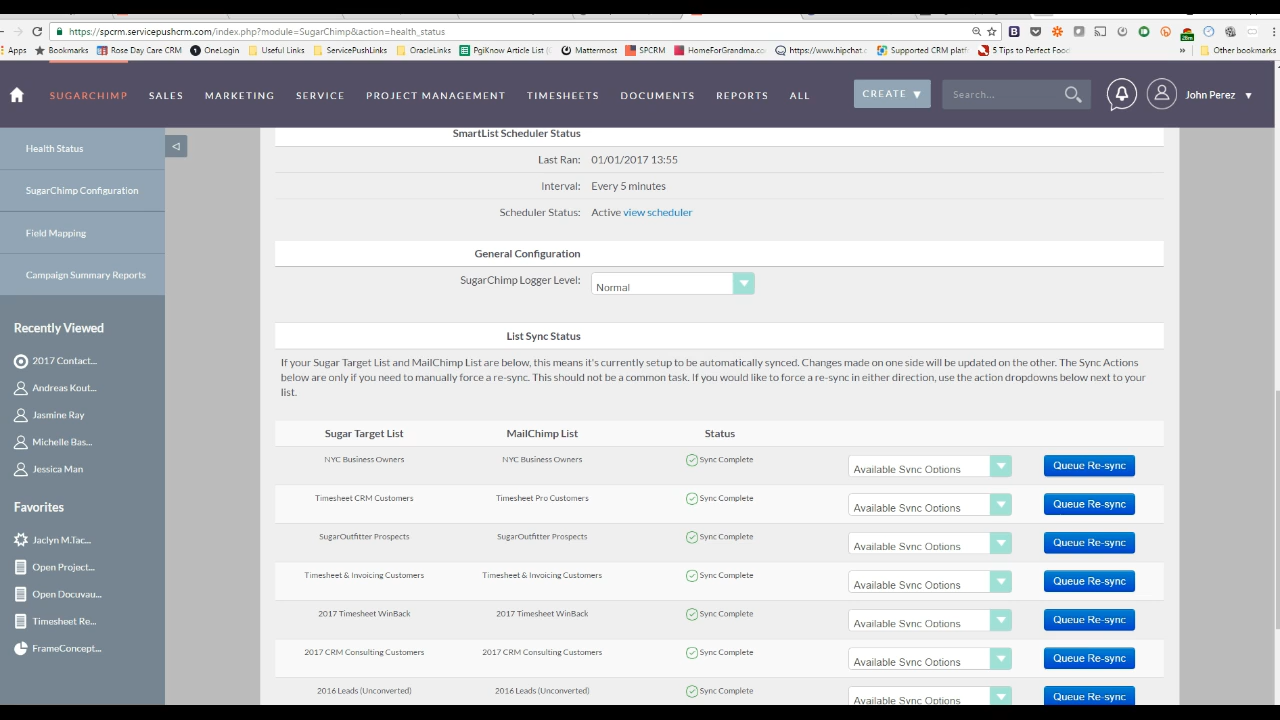 https://spcrm.servicepushcrm.com/index.php?module=SugarChimp&action=health_status
Apps Bookmarks Rose Day Care CRM OneLogin Useful Links ServicePushLinks OracleLinks PgiKnow Article List Mattermost SPCRM HomeForGrandma.co https://www.hipchat. Supported CRM platf 5 Tips to Perfect Food » Other bookmarks
SUGARCHIMP SALES MARKETING SERVICE PROJECT MANAGEMENT TIMESHEETS DOCUMENTS REPORTS ALL CREATE ▼ Search... John Perez ▼
Health Status
SugarChimp Configuration
Field Mapping
Campaign Summary Reports
Recently Viewed
2017 Contact...
Andreas Kout...
Jasmine Ray
Michelle Bas...
Jessica Man
Favorites
Jaclyn M.Tac...
Open Project...
Open Docuvau...
Timesheet Re...
FrameConcept...
SmartList Scheduler Status
Last Ran: 01/01/2017 13:55
Interval: Every 5 minutes
Scheduler Status: Active view scheduler
General Configuration
SugarChimp Logger Level: Normal
List Sync Status
If your Sugar Target List and MailChimp List are below, this means it's currently setup to be automatically synced. Changes made on one side will be updated on the other. The Sync Actions
below are only if you need to manually force a re-sync. This should not be a common task. If you would like to force a re-sync in either direction, use the action dropdowns below next to your
list.
Sugar Target List MailChimp List Status
NYC Business Owners NYC Business Owners Sync Complete Available Sync Options Queue Re-sync
Timesheet CRM Customers Timesheet Pro Customers Sync Complete Available Sync Options Queue Re-sync
SugarOutfitter Prospects SugarOutfitter Prospects Sync Complete Available Sync Options Queue Re-sync
Timesheet & Invoicing Customers Timesheet & Invoicing Customers Sync Complete Available Sync Options Queue Re-sync
2017 Timesheet WinBack 2017 Timesheet WinBack Sync Complete Available Sync Options Queue Re-sync
2017 CRM Consulting Customers 2017 CRM Consulting Customers Sync Complete Available Sync Options Queue Re-sync
2016 Leads (Unconverted) 2016 Leads (Unconverted) Sync Complete Available Sync Options Queue Re-sync